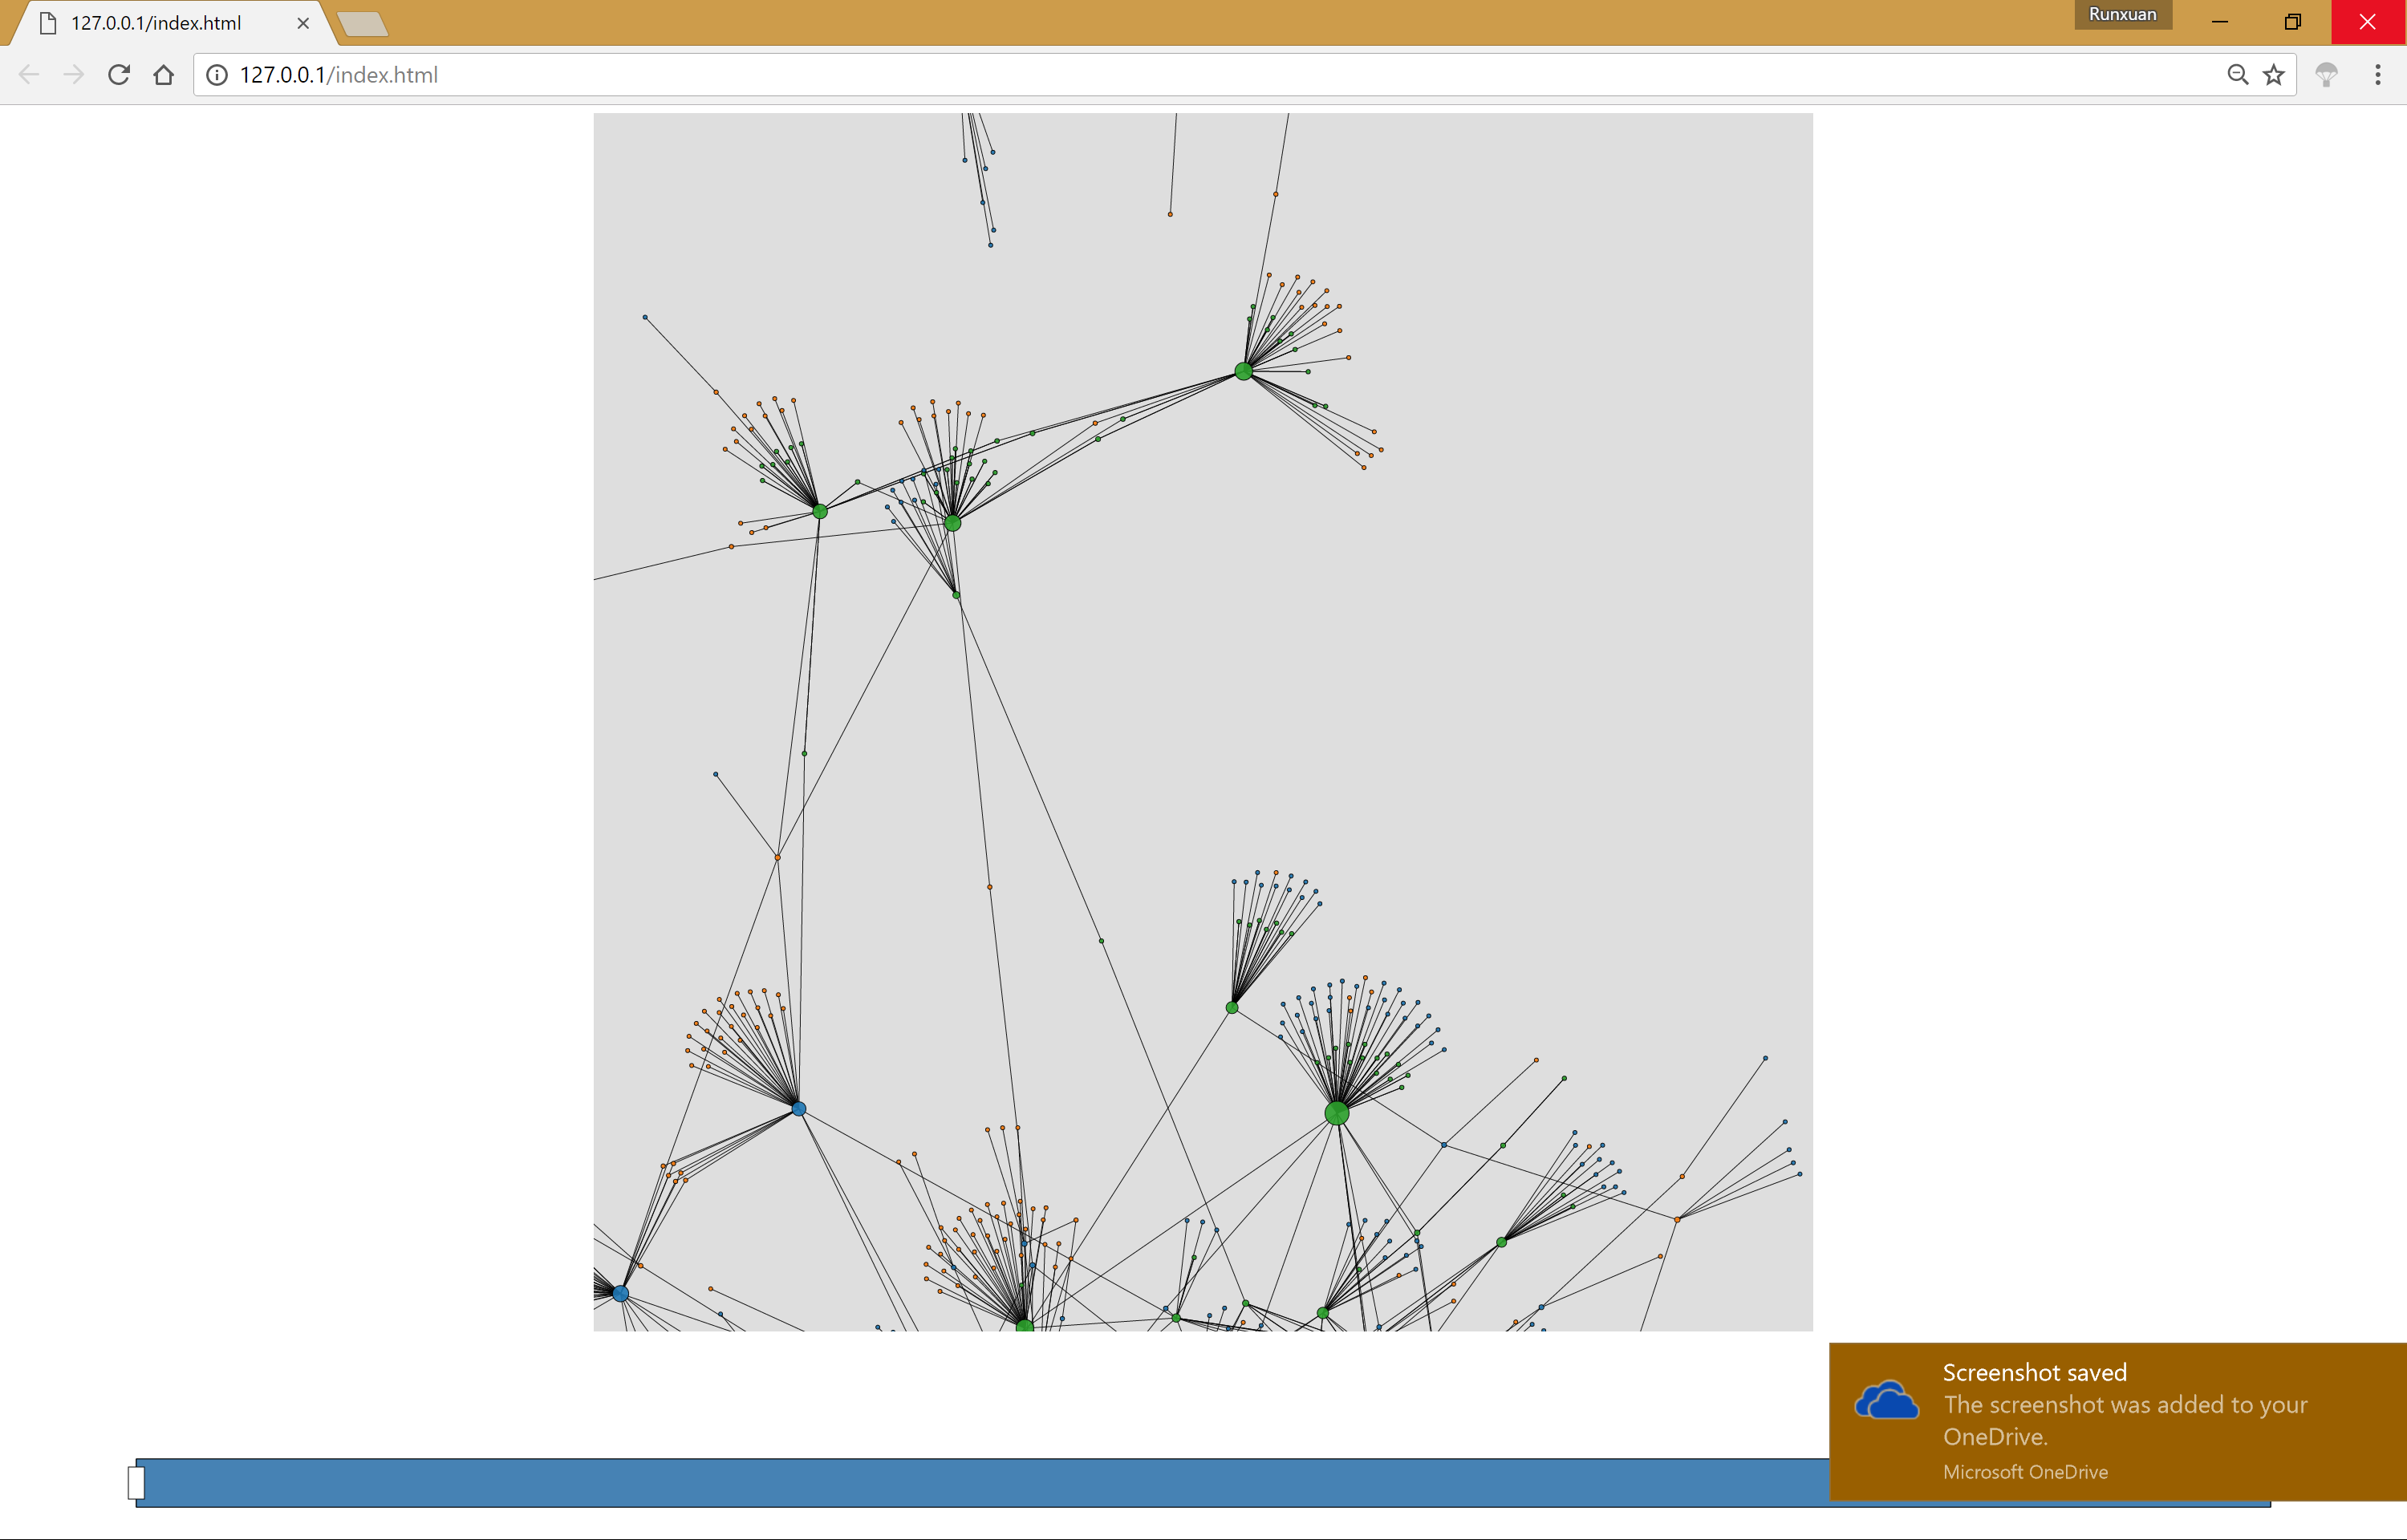 127.0.0.1/index.html
Runxuan
127.0.0.1/index.html
Screenshot saved
The screenshot was added to your
OneDrive.
Microsoft OneDrive